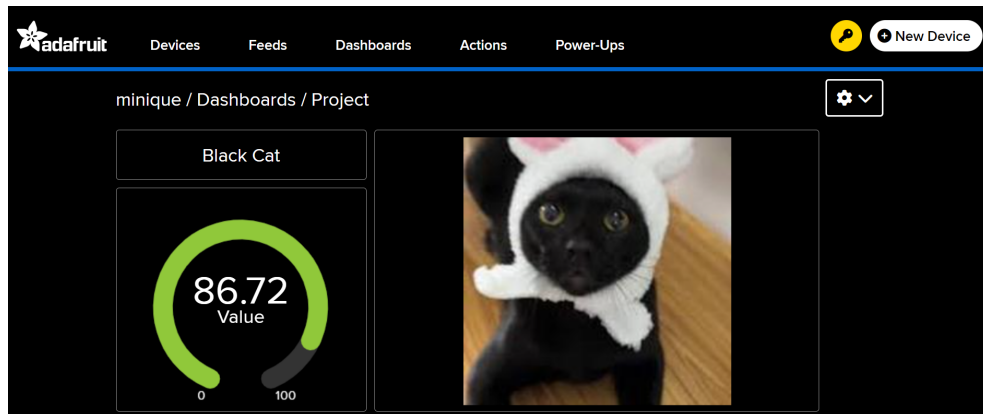 adafruit Devices Feeds Dashboards Actions Power-Ups New Device
minique / Dashboards / Project
Black Cat
86.72
Value
0 100